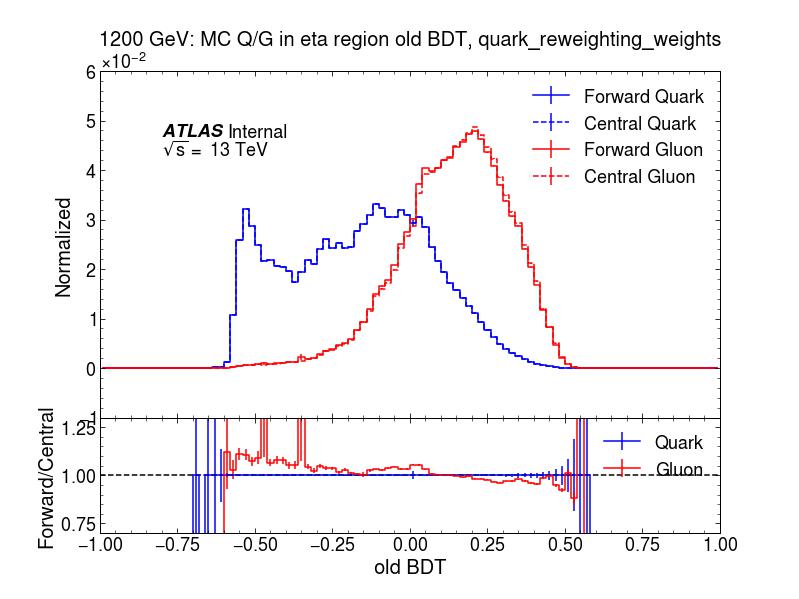 1200 GeV: MC Q/G in eta region old BDT, quark_reweighting_weights
×10⁻²
6
5
4
3
2
1
0
−1
Normalized
ATLAS Internal
√s = 13 TeV
Forward Quark
Central Quark
Forward Gluon
Central Gluon
1.25
1.00
0.75
Forward/Central
Quark
Gluon
−1.00 −0.75 −0.50 −0.25 0.00 0.25 0.50 0.75 1.00
old BDT